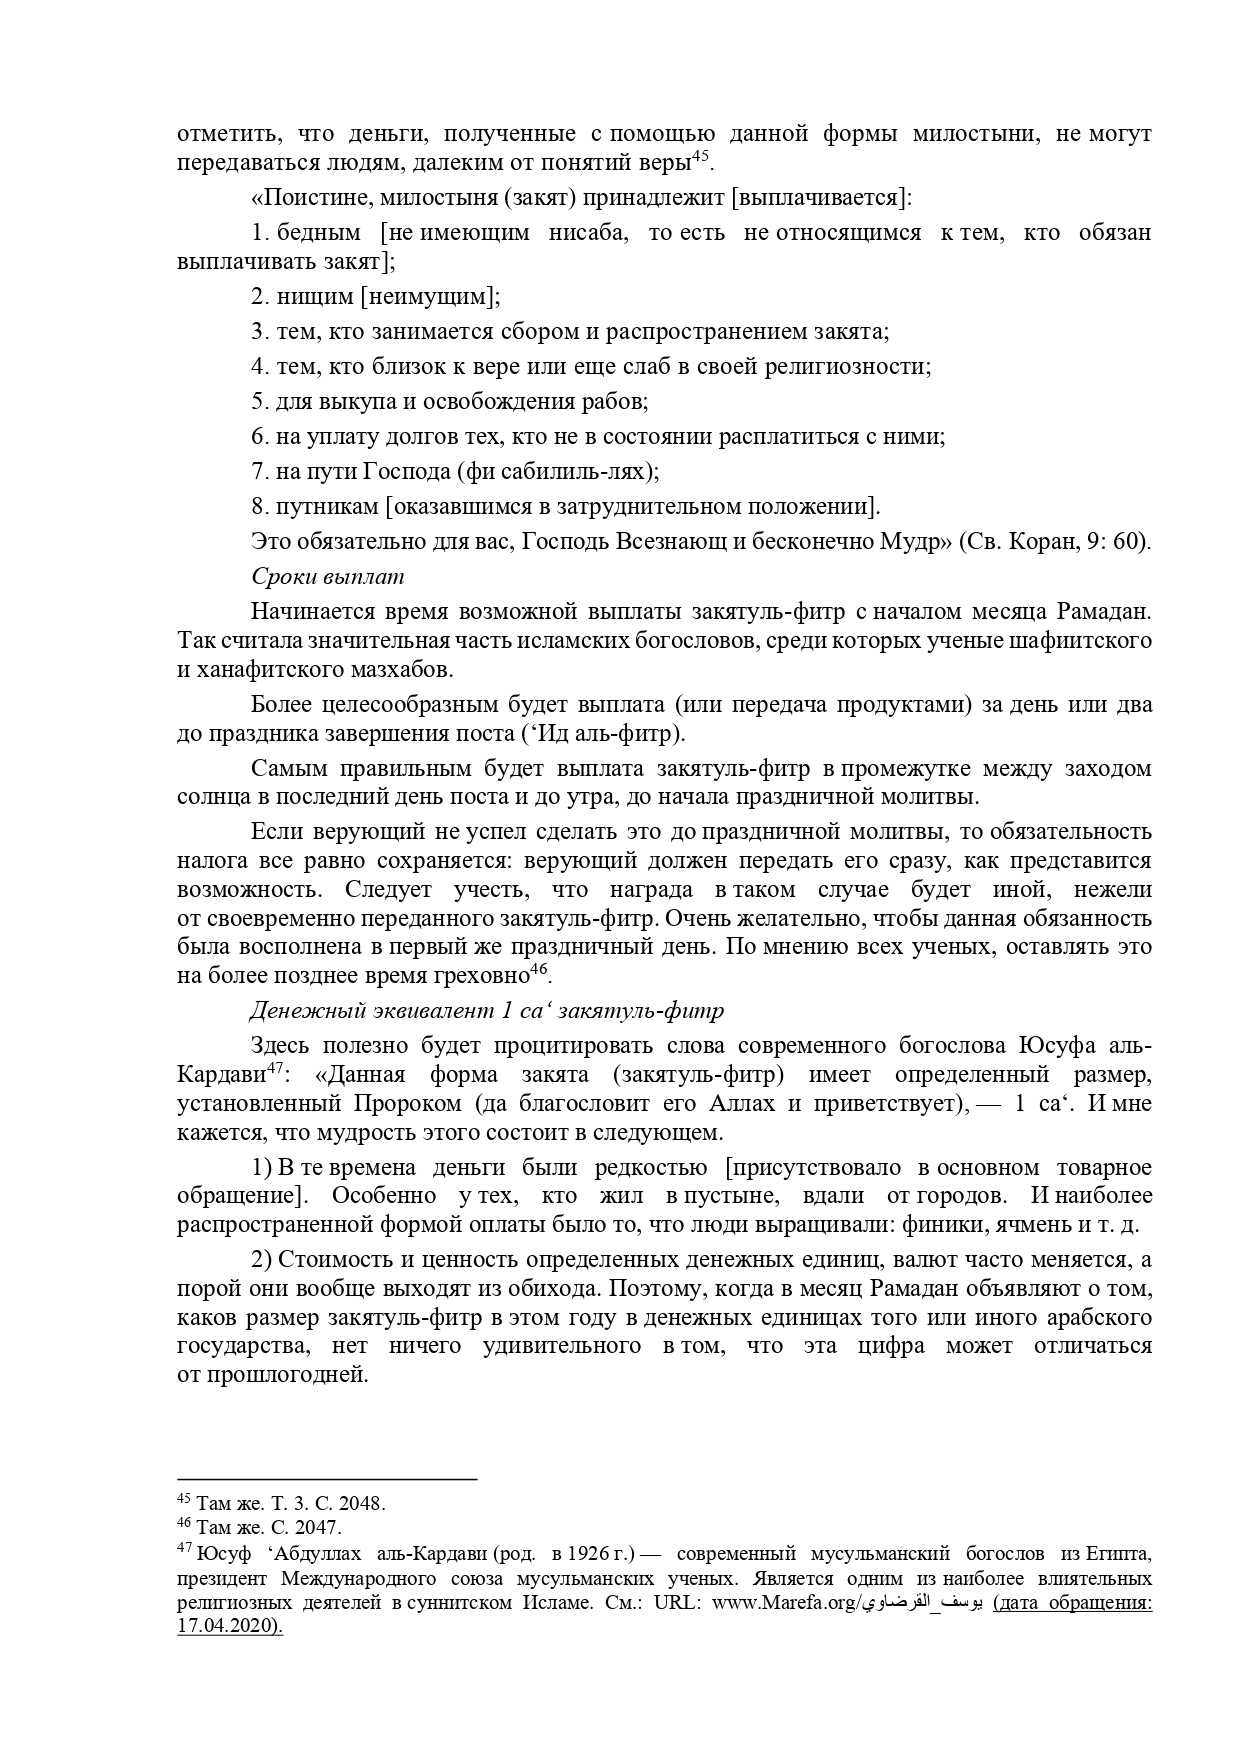 отметить, что деньги, полученные с помощью данной формы милостыни, не могут
передаваться людям, далеким от понятий веры45.
«Поистине, милостыня (закят) принадлежит [выплачивается]:
1. бедным [не имеющим нисаба, то есть не относящимся к тем, кто обязан
выплачивать закят];
2. нищим [неимущим];
3. тем, кто занимается сбором и распространением закята;
4. тем, кто близок к вере или еще слаб в своей религиозности;
5. для выкупа и освобождения рабов;
6. на уплату долгов тех, кто не в состоянии расплатиться с ними;
7. на пути Господа (фи сабилиль-лях);
8. путникам [оказавшимся в затруднительном положении].
Это обязательно для вас, Господь Всезнающ и бесконечно Мудр» (Св. Коран, 9: 60).
Сроки выплат
Начинается время возможной выплаты закятуль-фитр с началом месяца Рамадан.
Так считала значительная часть исламских богословов, среди которых ученые шафиитского
и ханафитского мазхабов.
Более целесообразным будет выплата (или передача продуктами) за день или два
до праздника завершения поста (‘Ид аль-фитр).
Самым правильным будет выплата закятуль-фитр в промежутке между заходом
солнца в последний день поста и до утра, до начала праздничной молитвы.
Если верующий не успел сделать это до праздничной молитвы, то обязательность
налога все равно сохраняется: верующий должен передать его сразу, как представится
возможность. Следует учесть, что награда в таком случае будет иной, нежели
от своевременно переданного закятуль-фитр. Очень желательно, чтобы данная обязанность
была восполнена в первый же праздничный день. По мнению всех ученых, оставлять это
на более позднее время греховно46.
Денежный эквивалент 1 са‘ закятуль-фитр
Здесь полезно будет процитировать слова современного богослова Юсуфа аль-
Кардави47: «Данная форма закята (закятуль-фитр) имеет определенный размер,
установленный Пророком (да благословит его Аллах и приветствует), — 1 са‘. И мне
кажется, что мудрость этого состоит в следующем.
1) В те времена деньги были редкостью [присутствовало в основном товарное
обращение]. Особенно у тех, кто жил в пустыне, вдали от городов. И наиболее
распространенной формой оплаты было то, что люди выращивали: финики, ячмень и т. д.
2) Стоимость и ценность определенных денежных единиц, валют часто меняется, а
порой они вообще выходят из обихода. Поэтому, когда в месяц Рамадан объявляют о том,
каков размер закятуль-фитр в этом году в денежных единицах того или иного арабского
государства, нет ничего удивительного в том, что эта цифра может отличаться
от прошлогодней.
45 Там же. Т. 3. С. 2048.
46 Там же. С. 2047.
47 Юсуф ‘Абдуллах аль-Кардави (род. в 1926 г.) — современный мусульманский богослов из Египта,
президент Международного союза мусульманских ученых. Является одним из наиболее влиятельных
религиозных деятелей в суннитском Исламе. См.: URL: www.Marefa.org/يوسف_القرضاوي (дата обращения:
17.04.2020).